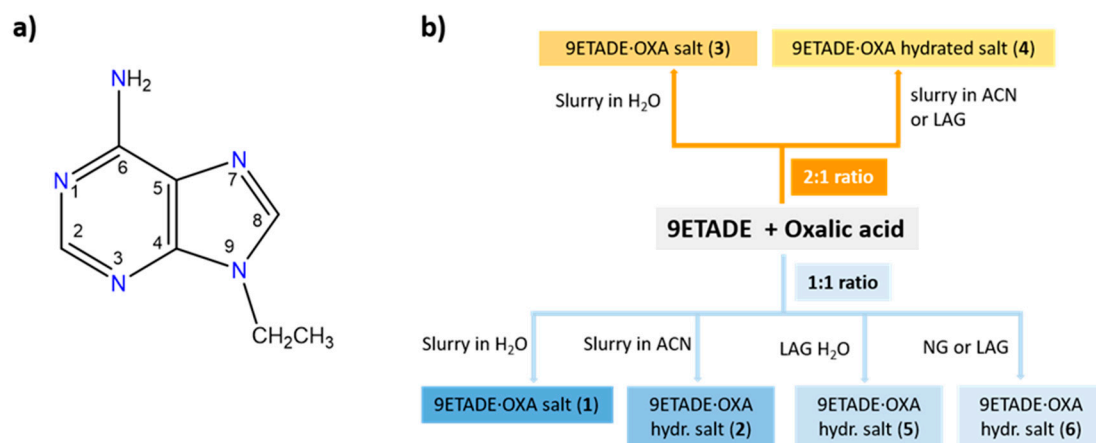 a)
NH₂
6
N
1
5
N
7
2
8
3
N
4
9
N
CH₂CH₃
b)
9ETADE·OXA salt (3)
9ETADE·OXA hydrated salt (4)
Slurry in H₂O
slurry in ACN
or LAG
2:1 ratio
9ETADE + Oxalic acid
1:1 ratio
Slurry in H₂O
Slurry in ACN
LAG H₂O
NG or LAG
9ETADE·OXA salt (1)
9ETADE·OXA
hydr. salt (2)
9ETADE·OXA
hydr. salt (5)
9ETADE·OXA
hydr. salt (6)